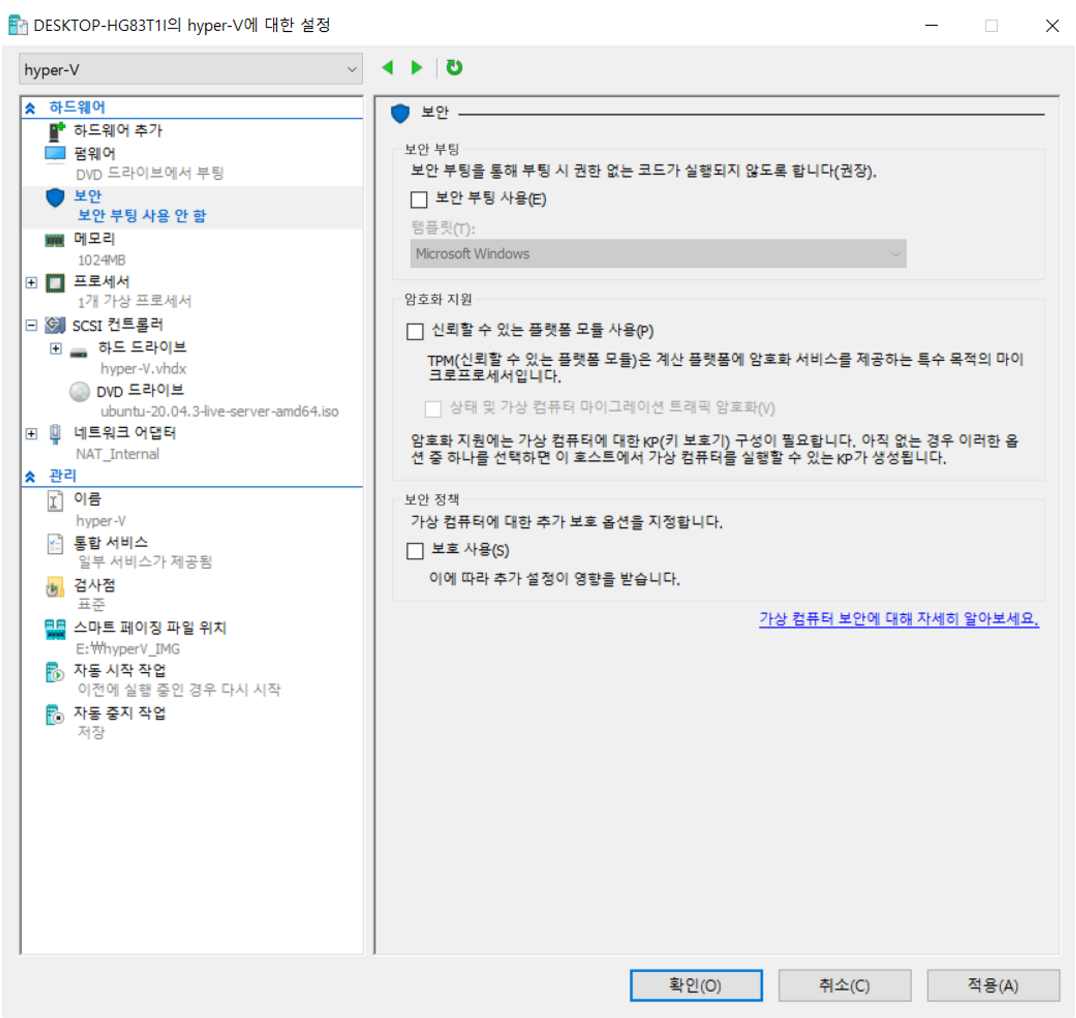 DESKTOP-HG83T1I의 hyper-V에 대한 설정
hyper-V
하드웨어
하드웨어 추가
펌웨어
DVD 드라이브에서 부팅
보안
보안 부팅 사용 안 함
메모리
1024MB
프로세서
1개 가상 프로세서
SCSI 컨트롤러
하드 드라이브
hyper-V.vhdx
DVD 드라이브
ubuntu-20.04.3-live-server-amd64.iso
네트워크 어댑터
NAT_Internal
관리
이름
hyper-V
통합 서비스
일부 서비스가 제공됨
검사점
표준
스마트 페이징 파일 위치
E:₩hyperV_IMG
자동 시작 작업
이전에 실행 중인 경우 다시 시작
자동 중지 작업
저장
보안
보안 부팅
보안 부팅을 통해 부팅 시 권한 없는 코드가 실행되지 않도록 합니다(권장).
보안 부팅 사용(E)
템플릿(T):
Microsoft Windows
암호화 지원
신뢰할 수 있는 플랫폼 모듈 사용(P)
TPM(신뢰할 수 있는 플랫폼 모듈)은 계산 플랫폼에 암호화 서비스를 제공하는 특수 목적의 마이
크로프로세서입니다.
상태 및 가상 컴퓨터 마이그레이션 트래픽 암호화(V)
암호화 지원에는 가상 컴퓨터에 대한 KP(키 보호기) 구성이 필요합니다. 아직 없는 경우 이러한 옵
션 중 하나를 선택하면 이 호스트에서 가상 컴퓨터를 실행할 수 있는 KP가 생성됩니다.
보안 정책
가상 컴퓨터에 대한 추가 보호 옵션을 지정합니다.
보호 사용(S)
이에 따라 추가 설정이 영향을 받습니다.
가상 컴퓨터 보안에 대해 자세히 알아보세요.
확인(O)
취소(C)
적용(A)